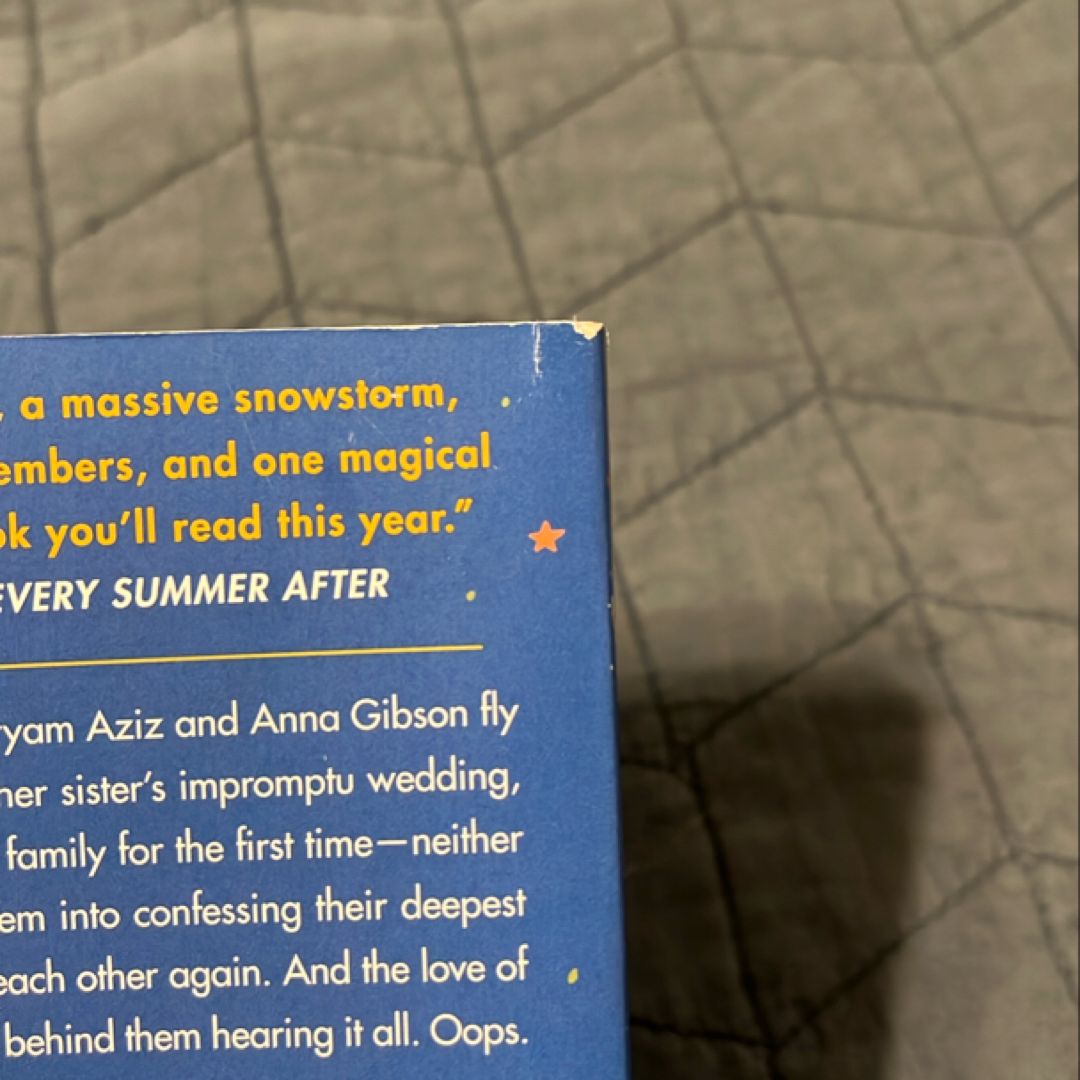 , a massive snowstorm,
embers, and one magical
ok you'll read this year.”
EVERY SUMMER AFTER
yam Aziz and Anna Gibson fly
her sister's impromptu wedding,
family for the first time—neither
em into confessing their deepest
each other again. And the love of
behind them hearing it all. Oops.